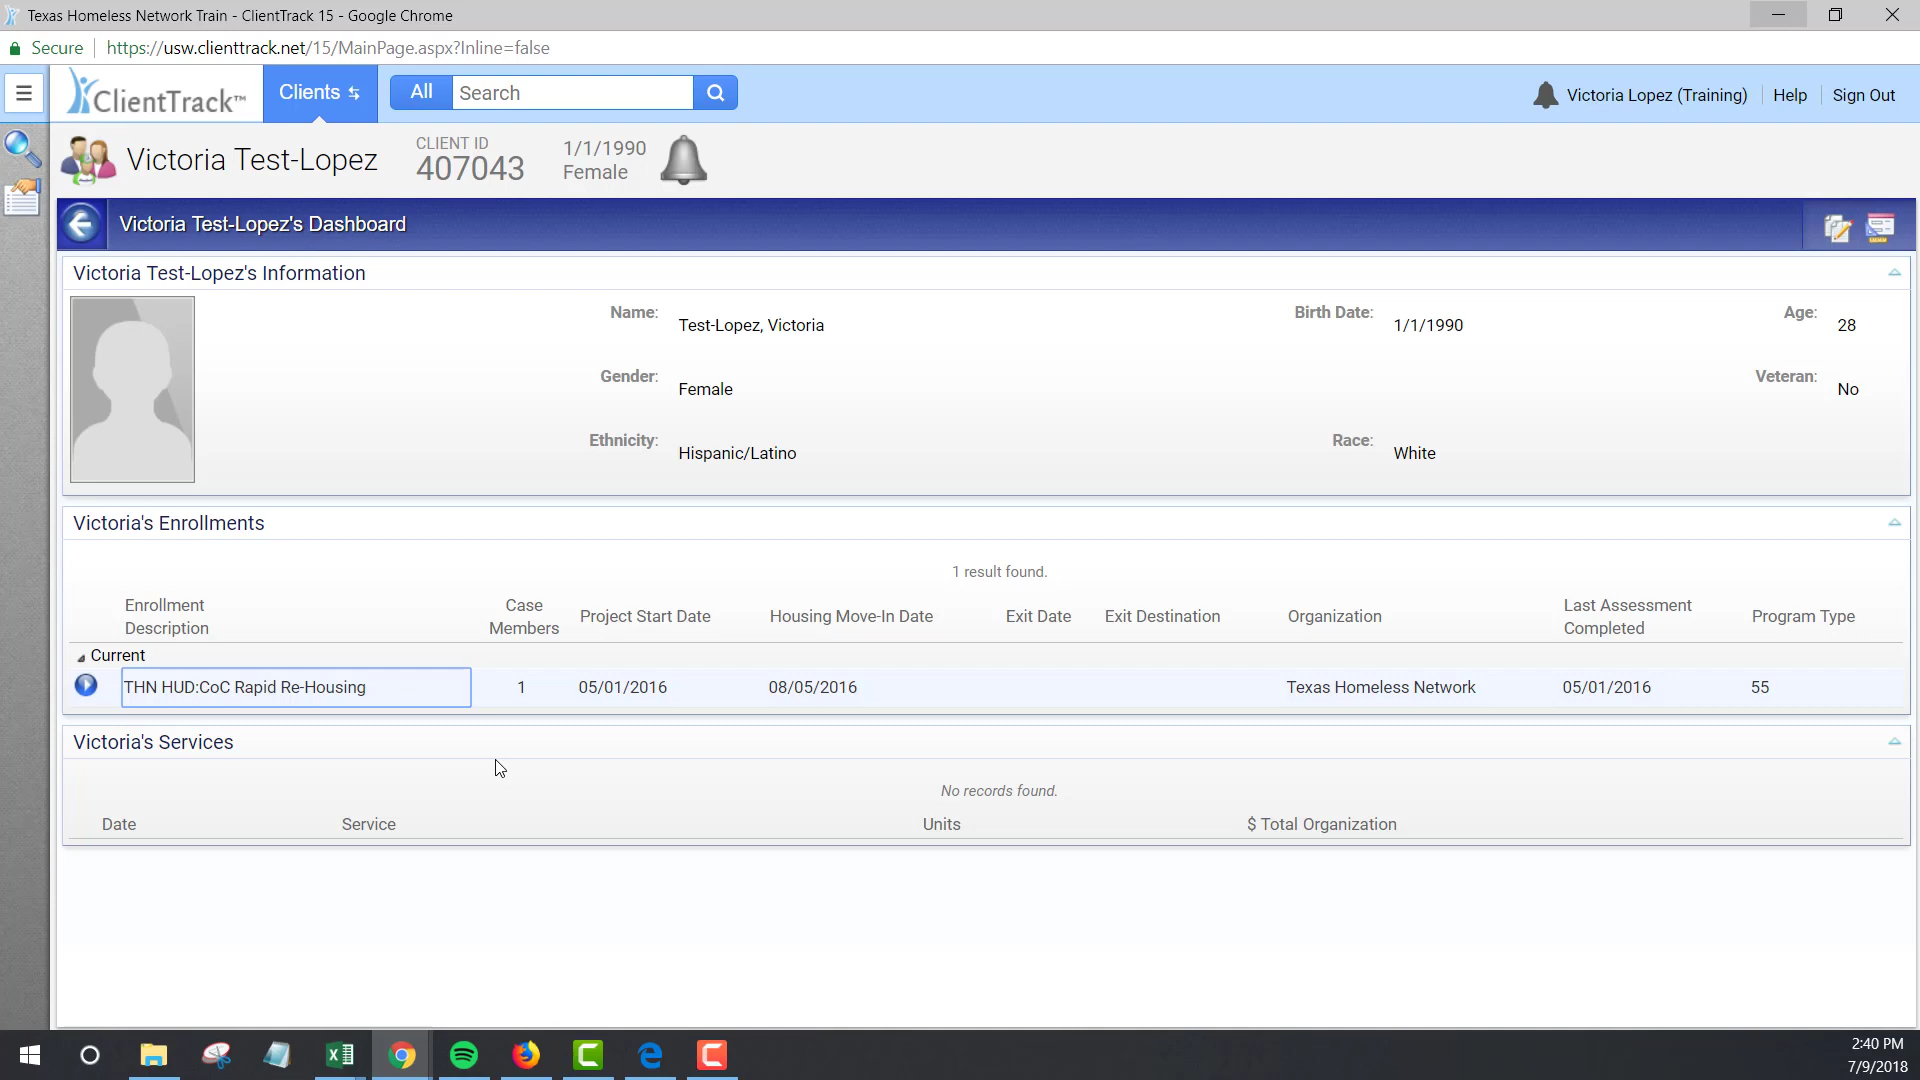 Texas Homeless Network Train - ClientTrack 15 - Google Chrome
Secure https://usw.clienttrack.net/15/MainPage.aspx?Inline=false
ClientTrack™ Clients All Search Victoria Lopez (Training) Help Sign Out
Victoria Test-Lopez
CLIENT ID
407043
1/1/1990
Female
Victoria Test-Lopez's Dashboard
Victoria Test-Lopez's Information
Name: Test-Lopez, Victoria Birth Date: 1/1/1990 Age: 28
Gender: Female Veteran: No
Ethnicity: Hispanic/Latino Race: White
Victoria's Enrollments
1 result found.
Enrollment Description Case Members Project Start Date Housing Move-In Date Exit Date Exit Destination Organization Last Assessment Completed Program Type
Current
THN HUD:CoC Rapid Re-Housing 1 05/01/2016 08/05/2016 Texas Homeless Network 05/01/2016 55
Victoria's Services
No records found.
Date Service Units $ Total Organization
2:40 PM
7/9/2018